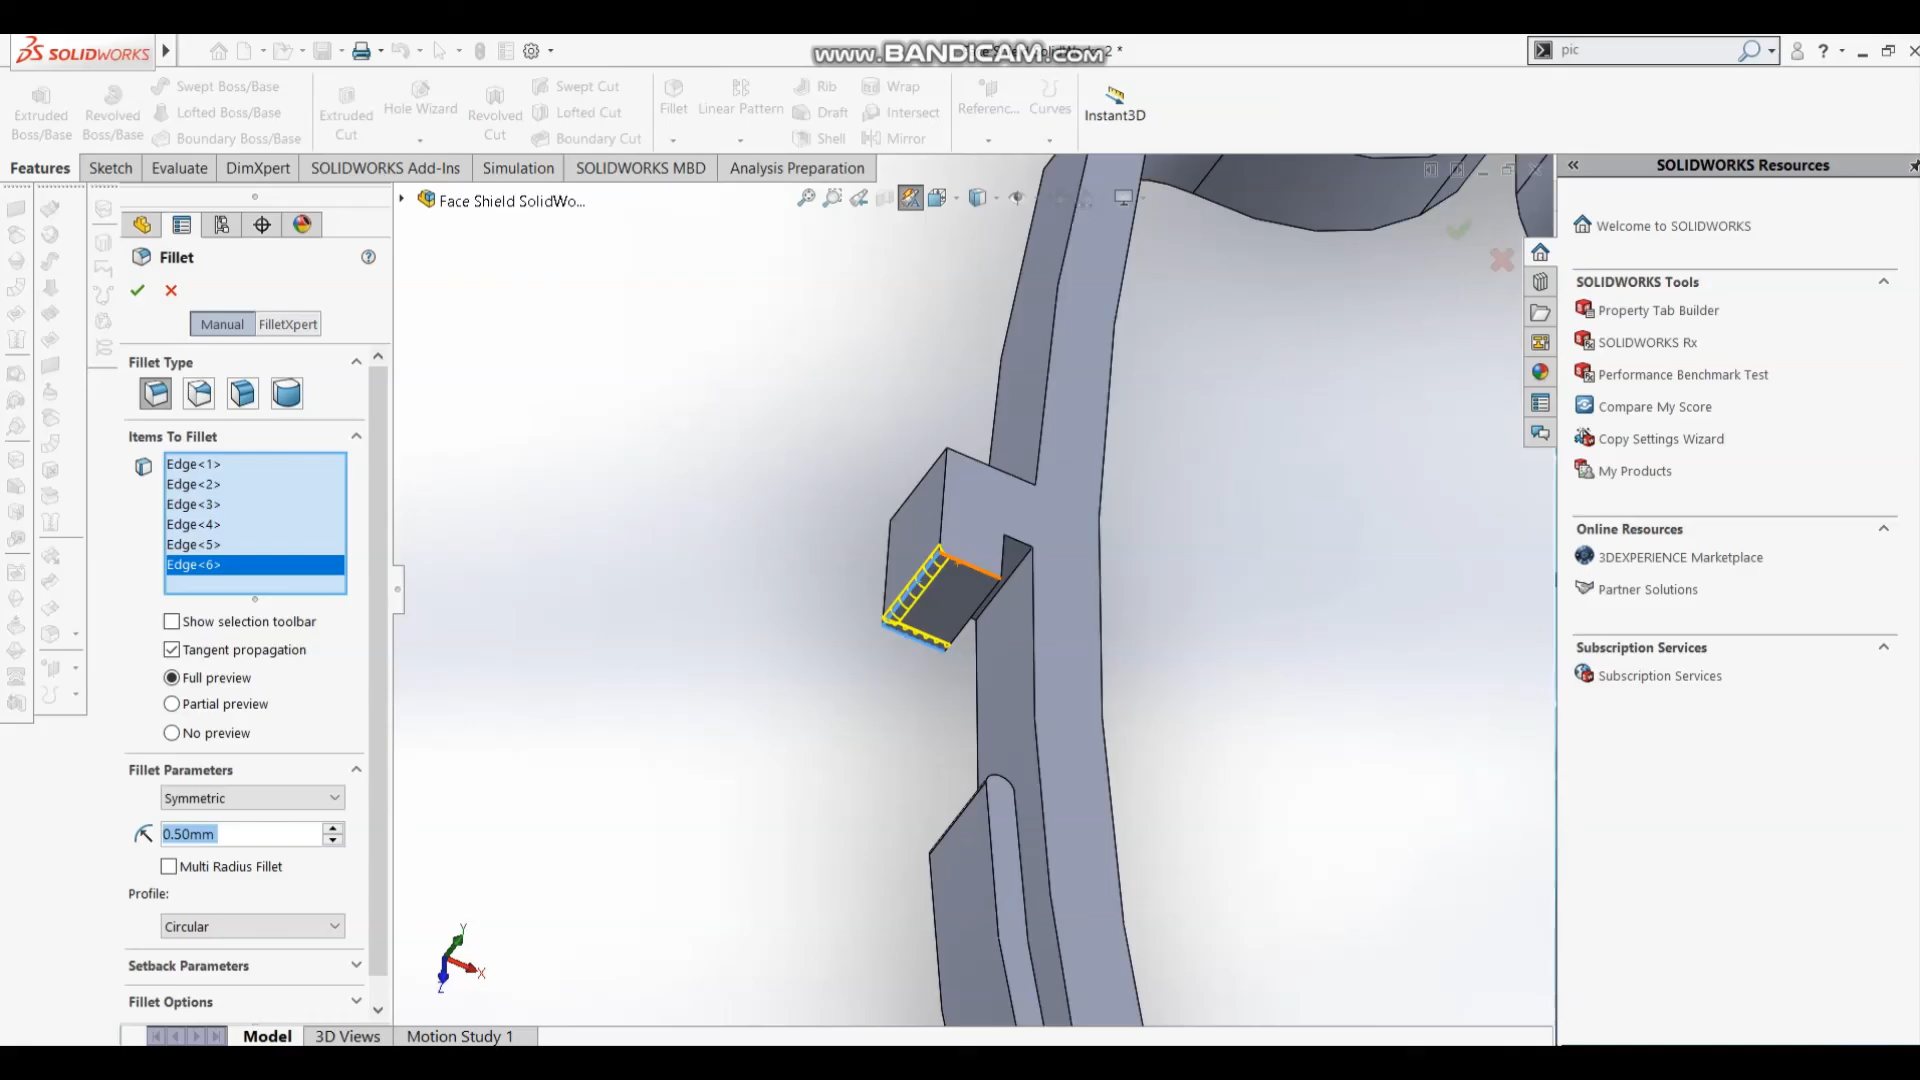 SOLIDWORKS
www.BANDICAM.com
2 *
pic
Extruded Boss/Base
Revolved Boss/Base
Swept Boss/Base
Lofted Boss/Base
Boundary Boss/Base
Extruded Cut
Hole Wizard
Revolved Cut
Swept Cut
Lofted Cut
Boundary Cut
Fillet
Linear Pattern
Rib
Draft
Shell
Wrap
Intersect
Mirror
Referenc...
Curves
Instant3D
Features
Sketch
Evaluate
DimXpert
SOLIDWORKS Add-Ins
Simulation
SOLIDWORKS MBD
Analysis Preparation
Face Shield SolidWo...
Fillet
Manual
FilletXpert
Fillet Type
Items To Fillet
Edge<1>
Edge<2>
Edge<3>
Edge<4>
Edge<5>
Edge<6>
Show selection toolbar
Tangent propagation
Full preview
Partial preview
No preview
Fillet Parameters
Symmetric
0.50mm
Multi Radius Fillet
Profile:
Circular
Setback Parameters
Fillet Options
Y
X
Z
Model
3D Views
Motion Study 1
SOLIDWORKS Resources
Welcome to SOLIDWORKS
SOLIDWORKS Tools
Property Tab Builder
SOLIDWORKS Rx
Performance Benchmark Test
Compare My Score
Copy Settings Wizard
My Products
Online Resources
3DEXPERIENCE Marketplace
Partner Solutions
Subscription Services
Subscription Services